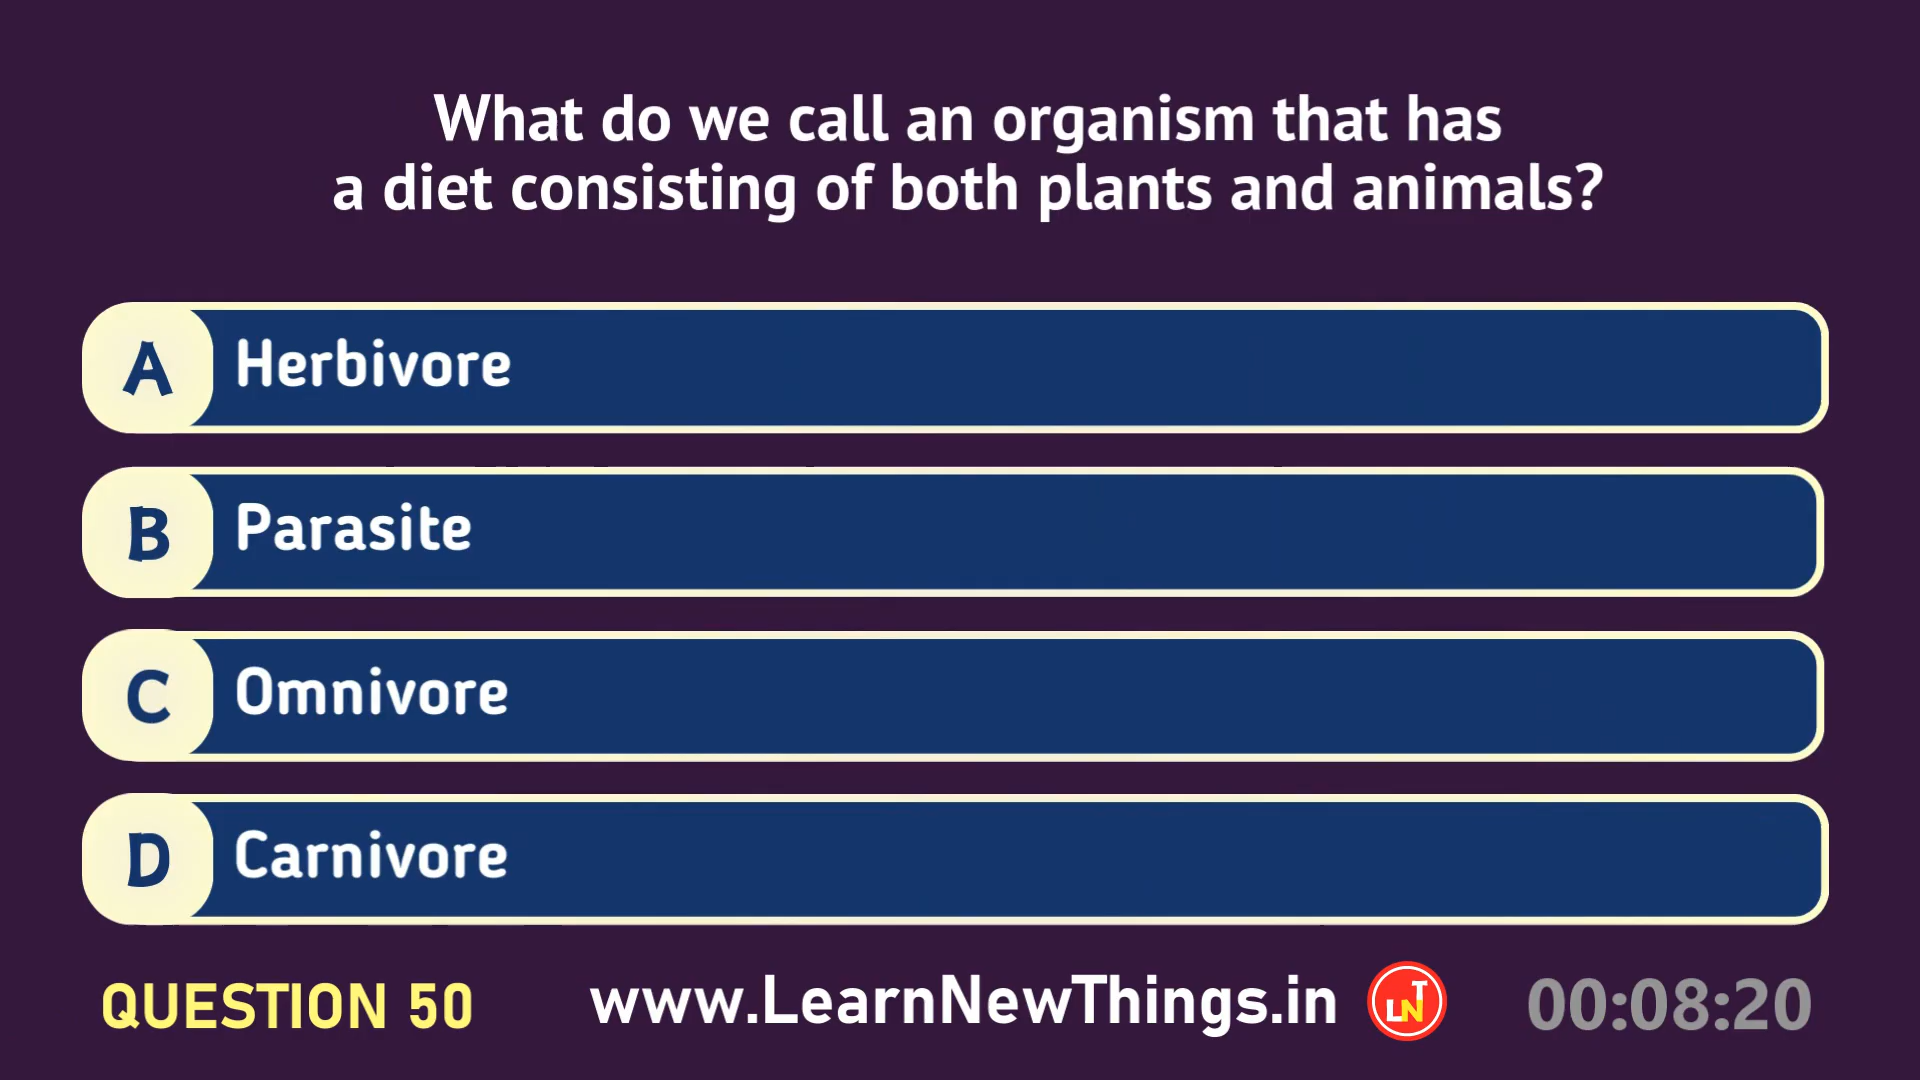 What do we call an organism that has
a diet consisting of both plants and animals?
A Herbivore
B Parasite
C Omnivore
D Carnivore
QUESTION 50 www.LearnNewThings.in LNT 00:08:20